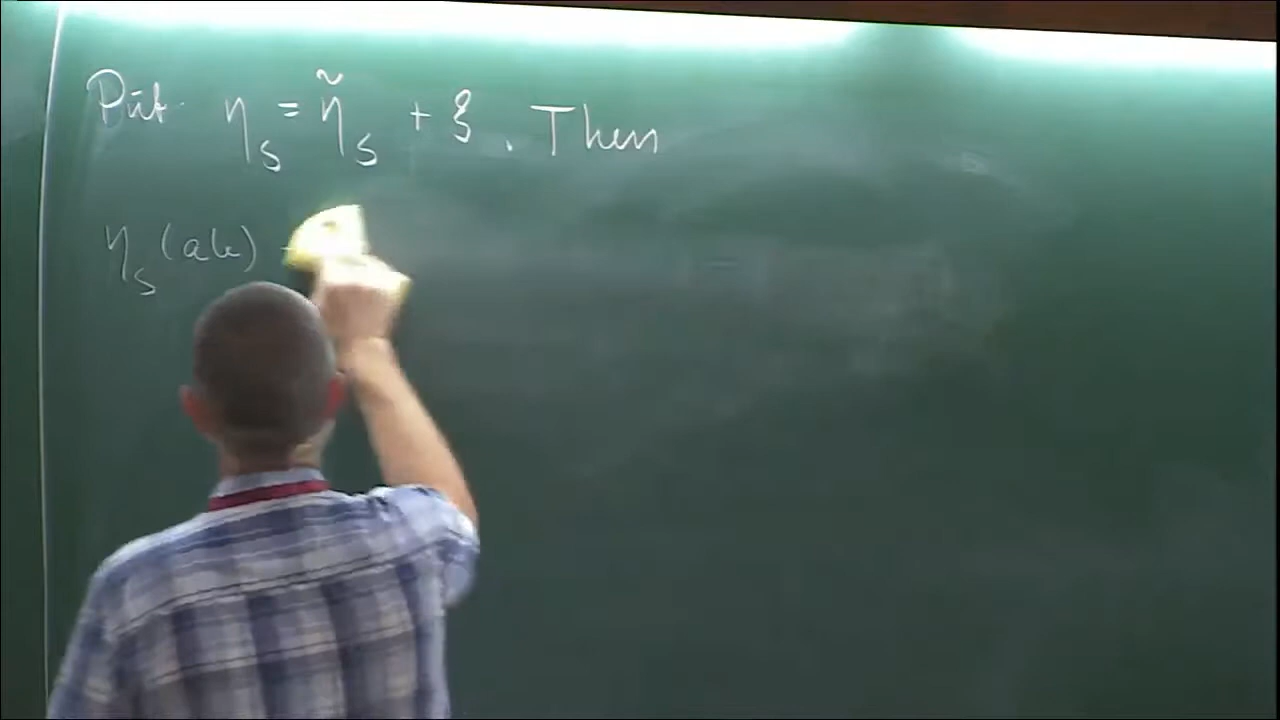 Put η_S = η̃_S + ξ. Then
η_S(ab)